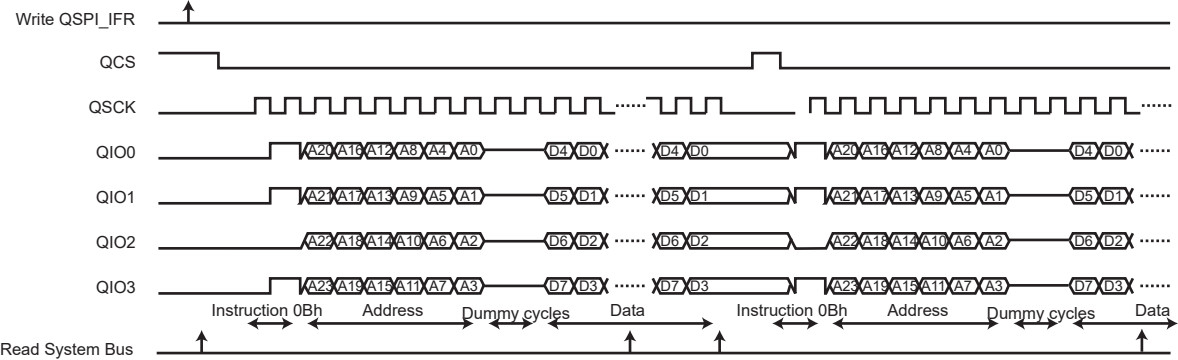 Write QSPI_IFR
QCS
QSCK
QIO0 A20 A16 A12 A8 A4 A0 D4 D0 D4 D0 A20 A16 A12 A8 A4 A0 D4 D0
QIO1 A21 A17 A13 A9 A5 A1 D5 D1 D5 D1 A21 A17 A13 A9 A5 A1 D5 D1
QIO2 A22 A18 A14 A10 A6 A2 D6 D2 D6 D2 A22 A18 A14 A10 A6 A2 D6 D2
QIO3 A23 A19 A15 A11 A7 A3 D7 D3 D7 D3 A23 A19 A15 A11 A7 A3 D7 D3
Instruction 0Bh Address Dummy cycles Data Instruction 0Bh Address Dummy cycles Data
Read System Bus